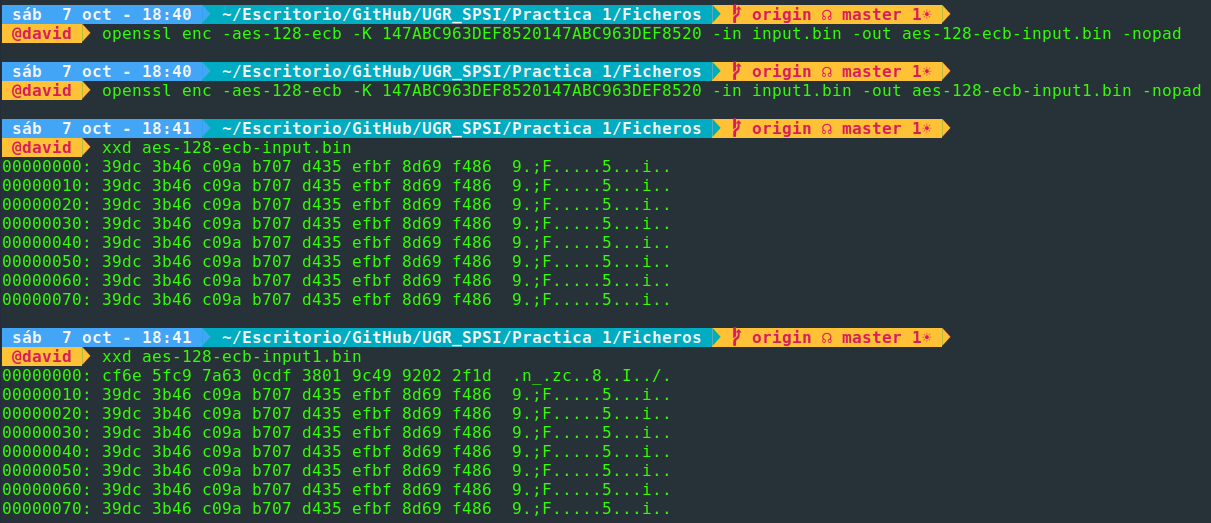 sáb  7 oct - 18:40  ~/Escritorio/GitHub/UGR_SPSI/Practica 1/Ficheros  origin ☊ master 1☀
@david  openssl enc -aes-128-ecb -K 147ABC963DEF8520147ABC963DEF8520 -in input.bin -out aes-128-ecb-input.bin -nopad
sáb  7 oct - 18:40  ~/Escritorio/GitHub/UGR_SPSI/Practica 1/Ficheros  origin ☊ master 1☀
@david  openssl enc -aes-128-ecb -K 147ABC963DEF8520147ABC963DEF8520 -in input1.bin -out aes-128-ecb-input1.bin -nopad
sáb  7 oct - 18:41  ~/Escritorio/GitHub/UGR_SPSI/Practica 1/Ficheros  origin ☊ master 1☀
@david  xxd aes-128-ecb-input.bin
00000000: 39dc 3b46 c09a b707 d435 efbf 8d69 f486  9.;F.....5...i..
00000010: 39dc 3b46 c09a b707 d435 efbf 8d69 f486  9.;F.....5...i..
00000020: 39dc 3b46 c09a b707 d435 efbf 8d69 f486  9.;F.....5...i..
00000030: 39dc 3b46 c09a b707 d435 efbf 8d69 f486  9.;F.....5...i..
00000040: 39dc 3b46 c09a b707 d435 efbf 8d69 f486  9.;F.....5...i..
00000050: 39dc 3b46 c09a b707 d435 efbf 8d69 f486  9.;F.....5...i..
00000060: 39dc 3b46 c09a b707 d435 efbf 8d69 f486  9.;F.....5...i..
00000070: 39dc 3b46 c09a b707 d435 efbf 8d69 f486  9.;F.....5...i..
sáb  7 oct - 18:41  ~/Escritorio/GitHub/UGR_SPSI/Practica 1/Ficheros  origin ☊ master 1☀
@david  xxd aes-128-ecb-input1.bin
00000000: cf6e 5fc9 7a63 0cdf 3801 9c49 9202 2f1d  .n_.zc..8..I../.
00000010: 39dc 3b46 c09a b707 d435 efbf 8d69 f486  9.;F.....5...i..
00000020: 39dc 3b46 c09a b707 d435 efbf 8d69 f486  9.;F.....5...i..
00000030: 39dc 3b46 c09a b707 d435 efbf 8d69 f486  9.;F.....5...i..
00000040: 39dc 3b46 c09a b707 d435 efbf 8d69 f486  9.;F.....5...i..
00000050: 39dc 3b46 c09a b707 d435 efbf 8d69 f486  9.;F.....5...i..
00000060: 39dc 3b46 c09a b707 d435 efbf 8d69 f486  9.;F.....5...i..
00000070: 39dc 3b46 c09a b707 d435 efbf 8d69 f486  9.;F.....5...i..